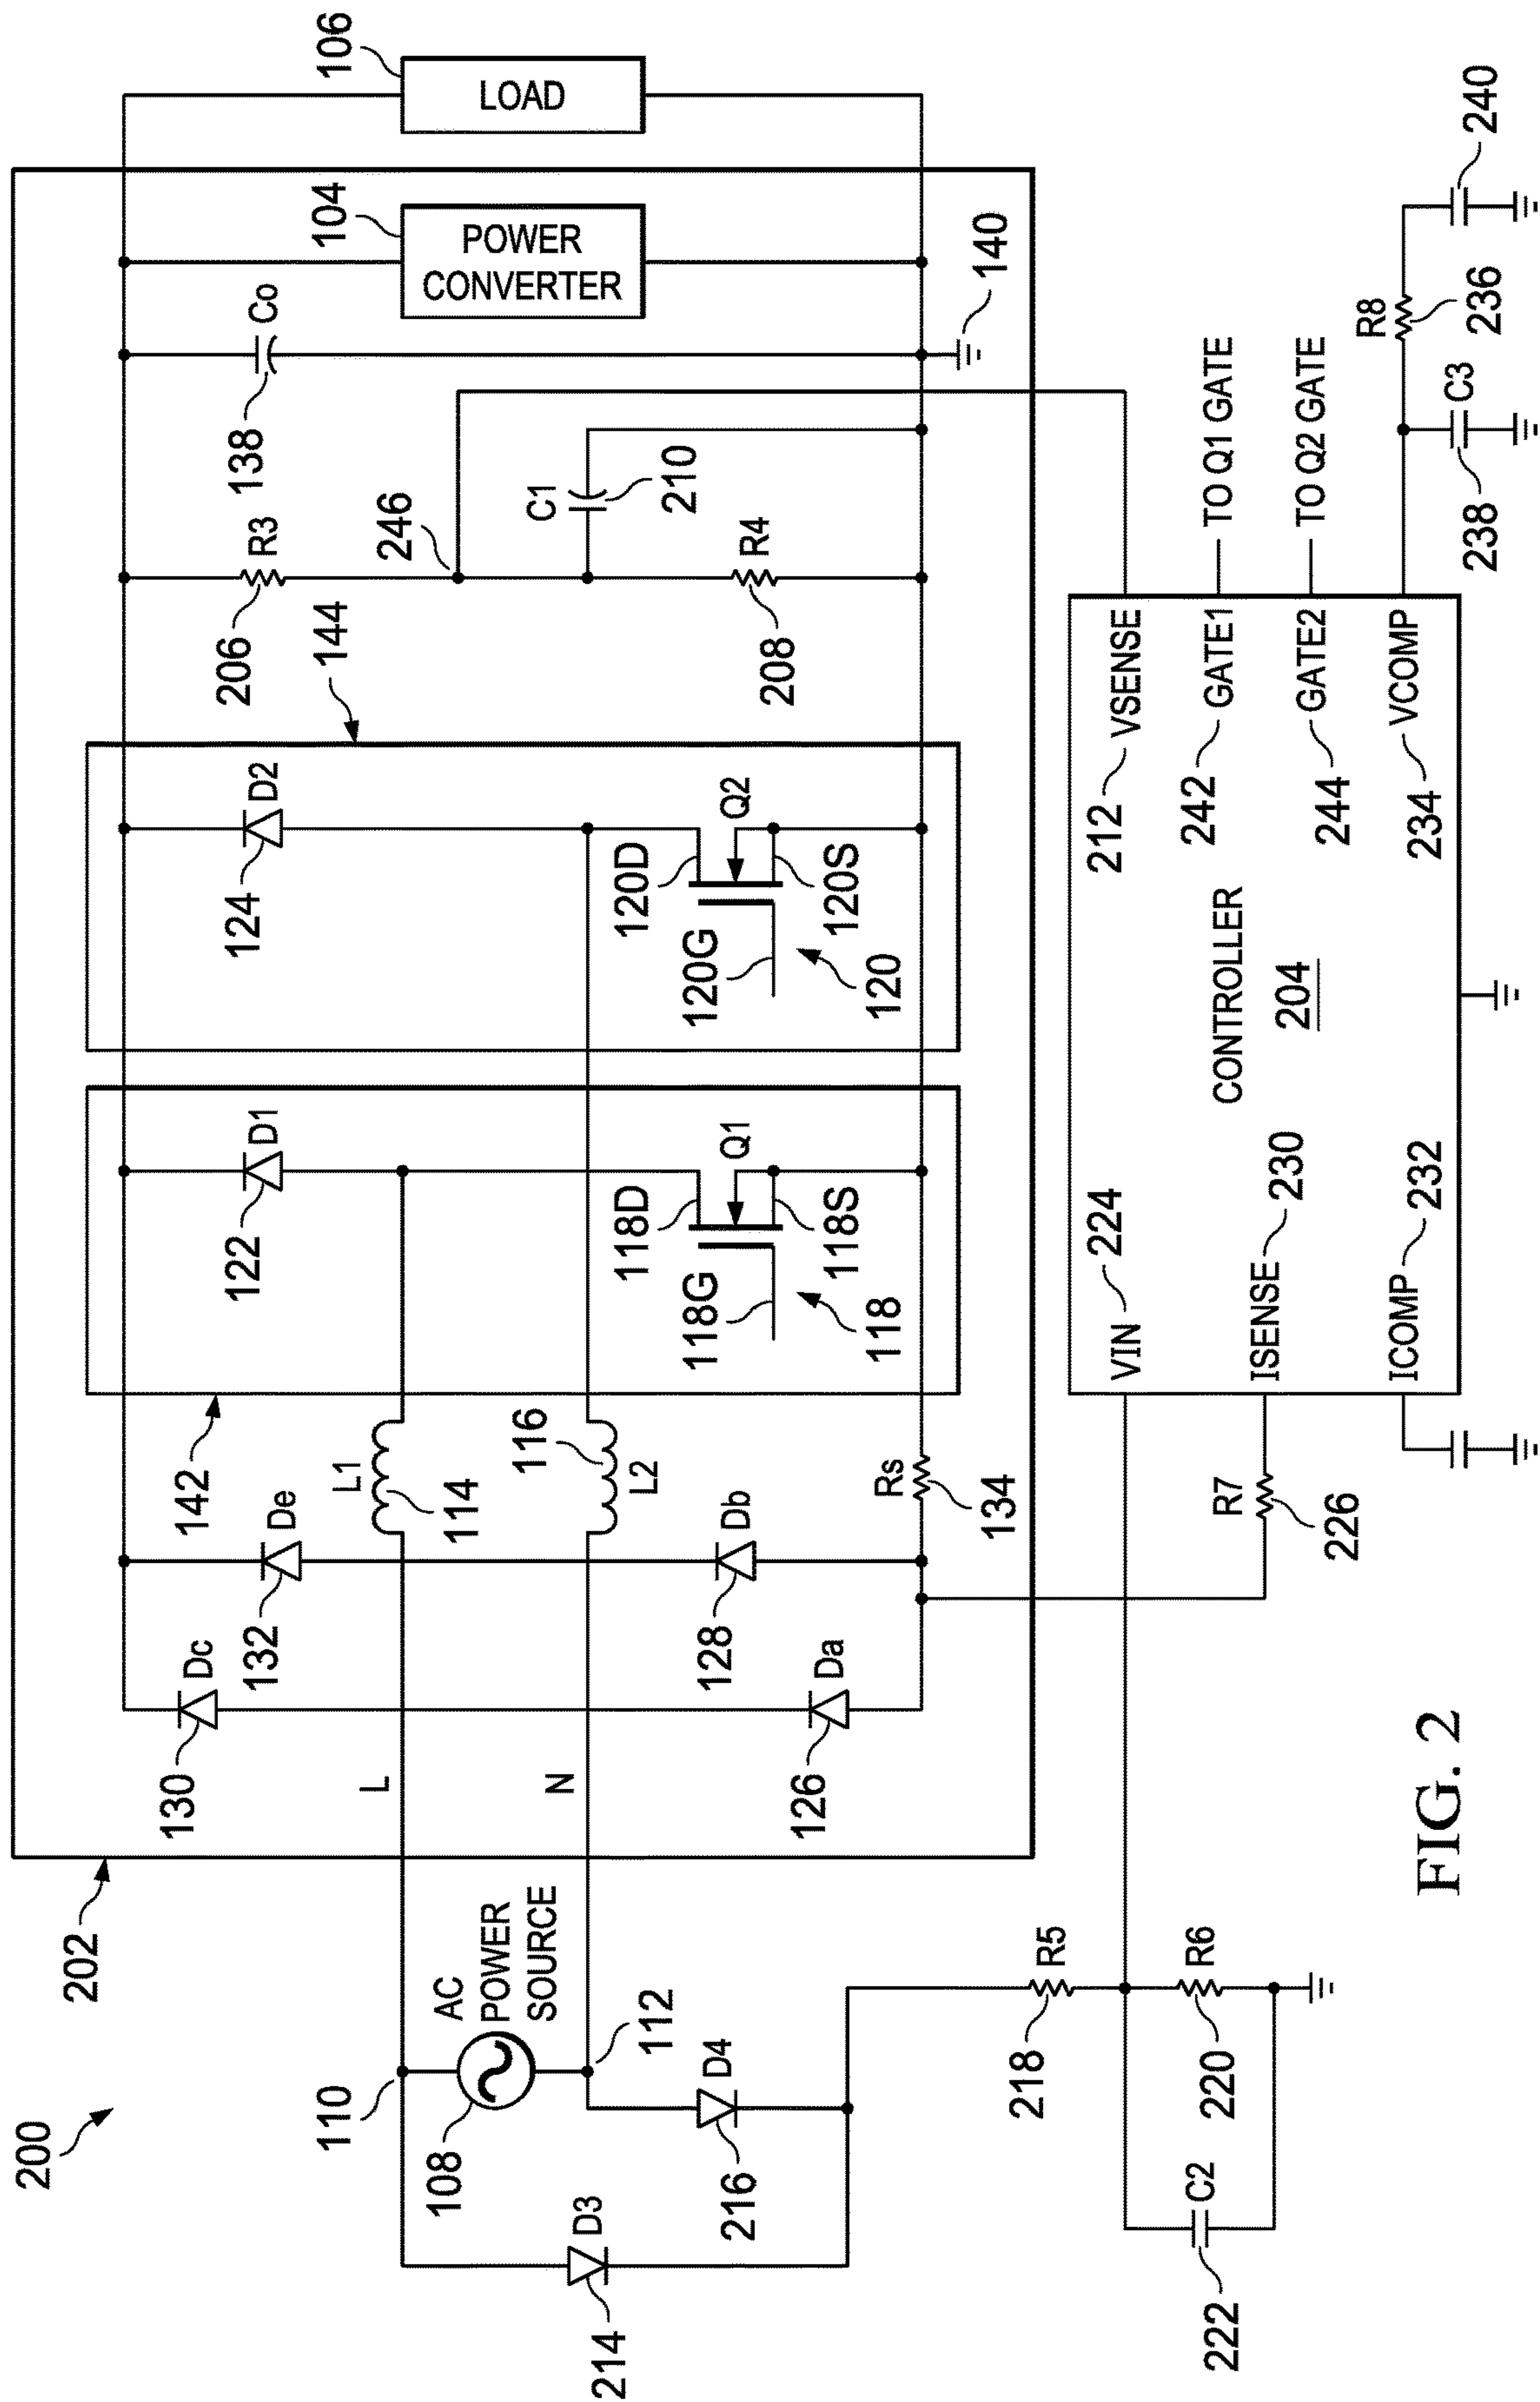 200
202
142
144
106
LOAD
104
POWER
CONVERTER
130
Dc
132
De
122
D1
124
D2
206
R3
246
138
Co
110
L
L1
114
AC
POWER
SOURCE
108
112
N
116
L2
118D
Q1
118G
118S
118
120D
Q2
120G
120S
120
C1
210
R4
208
140
128
Db
126
Da
Rs
134
D3
214
D4
216
218
R5
R6
220
C2
222
R7
226
VIN
224
ISENSE
230
ICOMP
232
CONTROLLER
204
212
VSENSE
242
GATE1
TO Q1 GATE
244
GATE2
TO Q2 GATE
234
VCOMP
R8
236
C3
238
240
FIG. 2